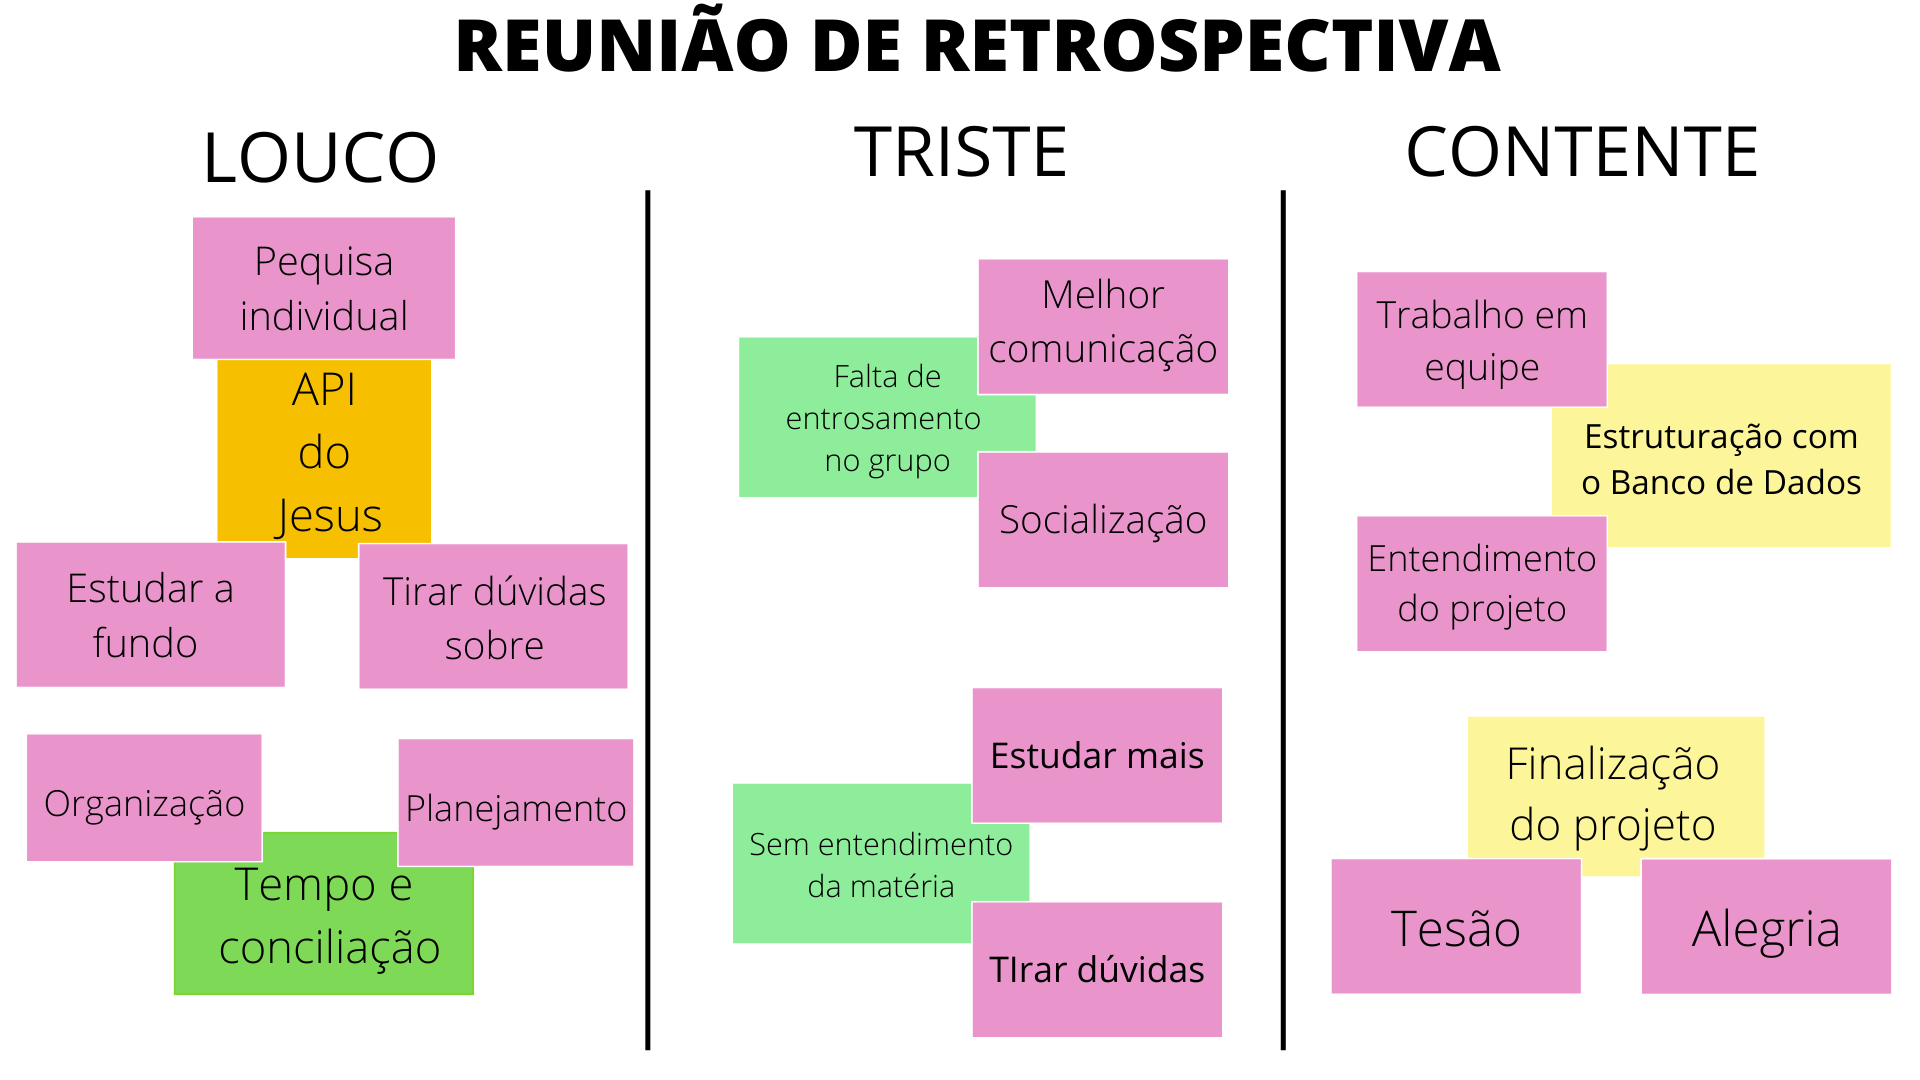 REUNIÃO DE RETROSPECTIVA
LOUCO
Pequisa
individual
API
do
Jesus
Estudar a
fundo
Tirar dúvidas
sobre
Organização
Planejamento
Tempo e
conciliação
TRISTE
Melhor
comunicação
Falta de
entrosamento
no grupo
Socialização
Estudar mais
Sem entendimento
da matéria
TIrar dúvidas
CONTENTE
Trabalho em
equipe
Estruturação com
o Banco de Dados
Entendimento
do projeto
Finalização
do projeto
Tesão
Alegria